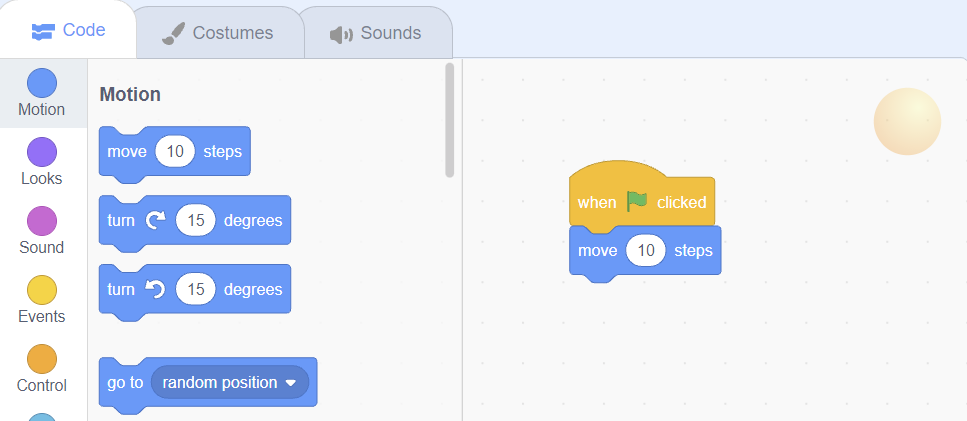 Code
Costumes
Sounds
Motion
Looks
Sound
Events
Control
Motion
move 10 steps
turn 15 degrees
turn 15 degrees
go to random position
when clicked
move 10 steps